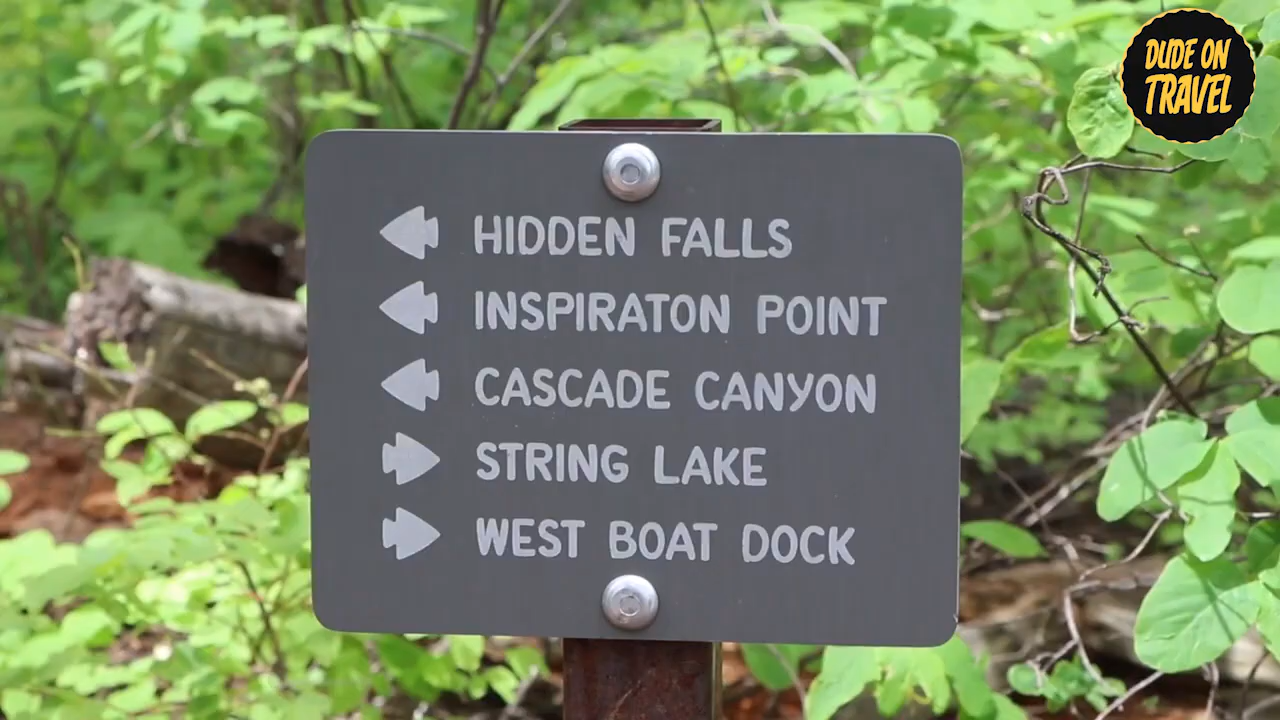 DUDE ON
TRAVEL
HIDDEN FALLS
INSPIRATON POINT
CASCADE CANYON
STRING LAKE
WEST BOAT DOCK